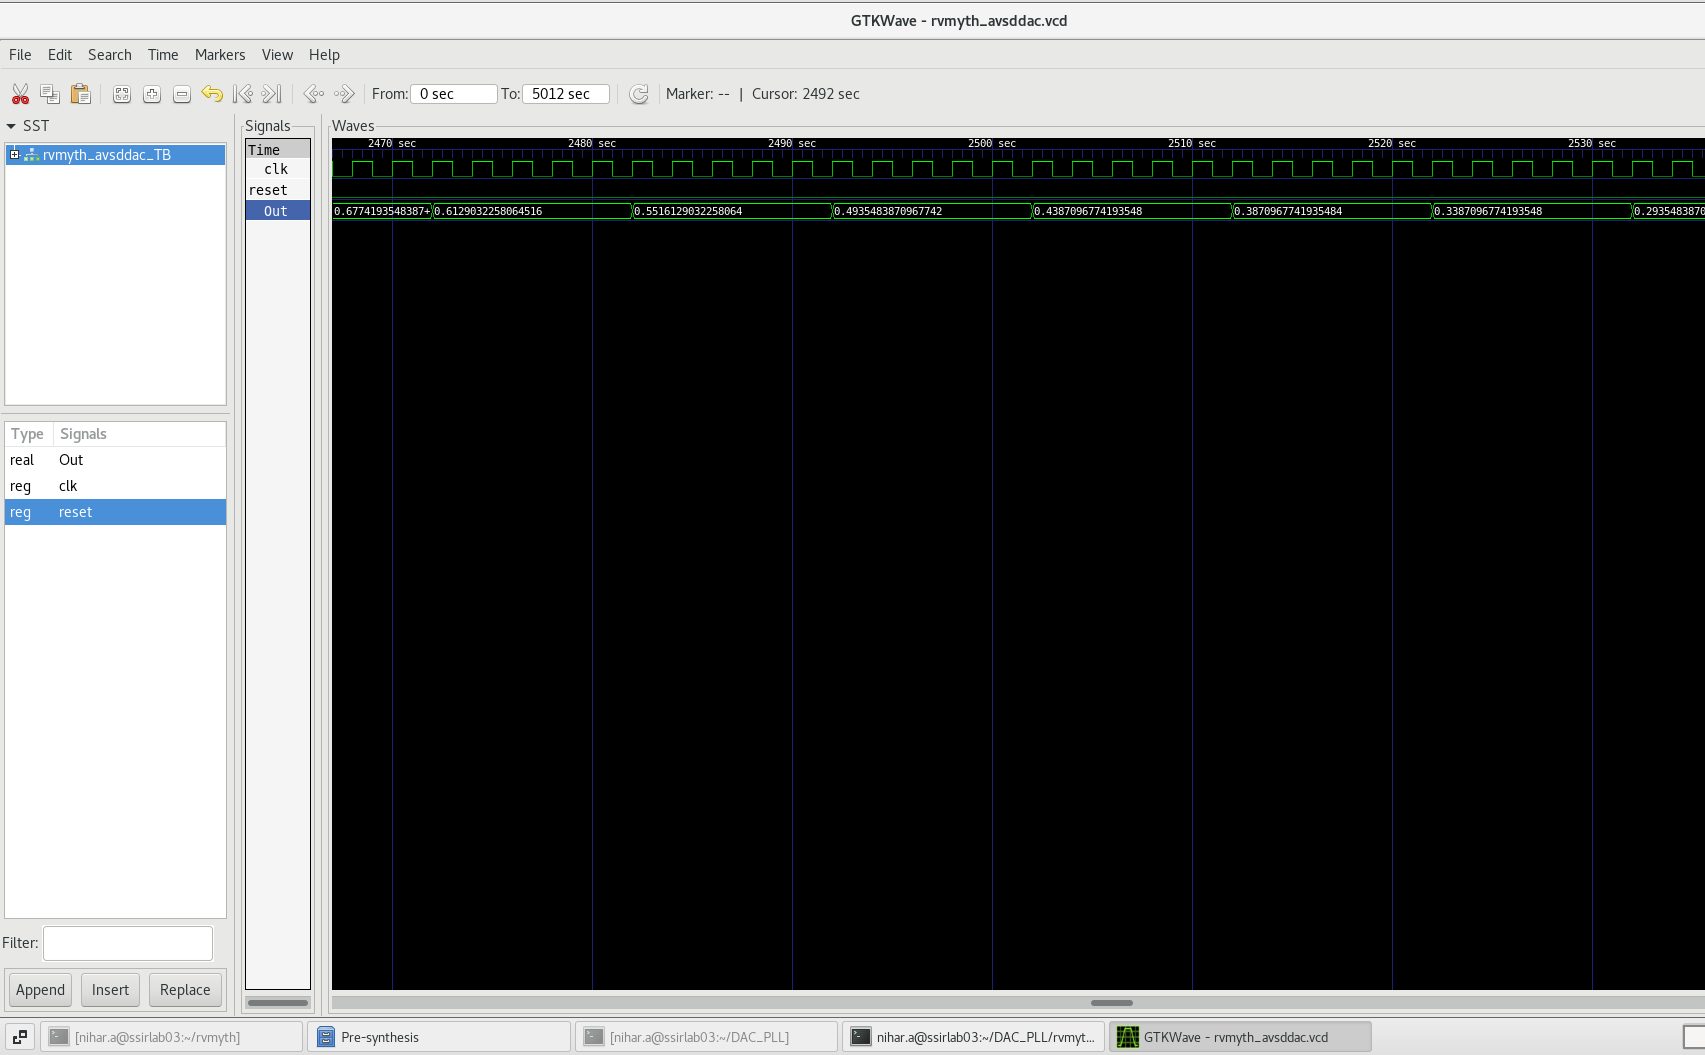 GTKWave - rvmyth_avsddac.vcd
File Edit Search Time Markers View Help
From: 0 sec To: 5012 sec Marker: -- | Cursor: 2492 sec
SST
rvmyth_avsddac_TB
Type Signals
real Out
reg clk
reg reset
Filter:
Append Insert Replace
Signals
Time
clk
reset
Out
Waves
2470 sec 2480 sec 2490 sec 2500 sec 2510 sec 2520 sec 2530 sec
0.6774193548387+ 0.6129032258064516 0.5516129032258064 0.4935483870967742 0.4387096774193548 0.3870967741935484 0.3387096774193548 0.2935483870
[nihar.a@ssirlab03:~/rvmyth] Pre-synthesis [nihar.a@ssirlab03:~/DAC_PLL] nihar.a@ssirlab03:~/DAC_PLL/rvmyt... GTKWave - rvmyth_avsddac.vcd